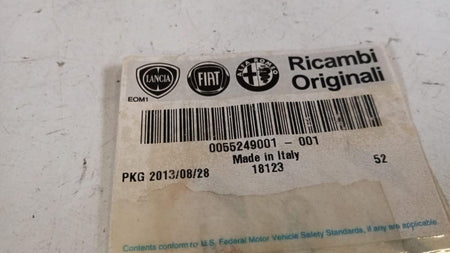 LANCIA FIAT ALFA ROMEO Ricambi
Originali
EOM1
0055249001 - 001
Made in Italy
PKG 2013/08/28 18123 52
Contents conform to U.S. Federal Motor Vehicle Safety Standards, if any are applicable.